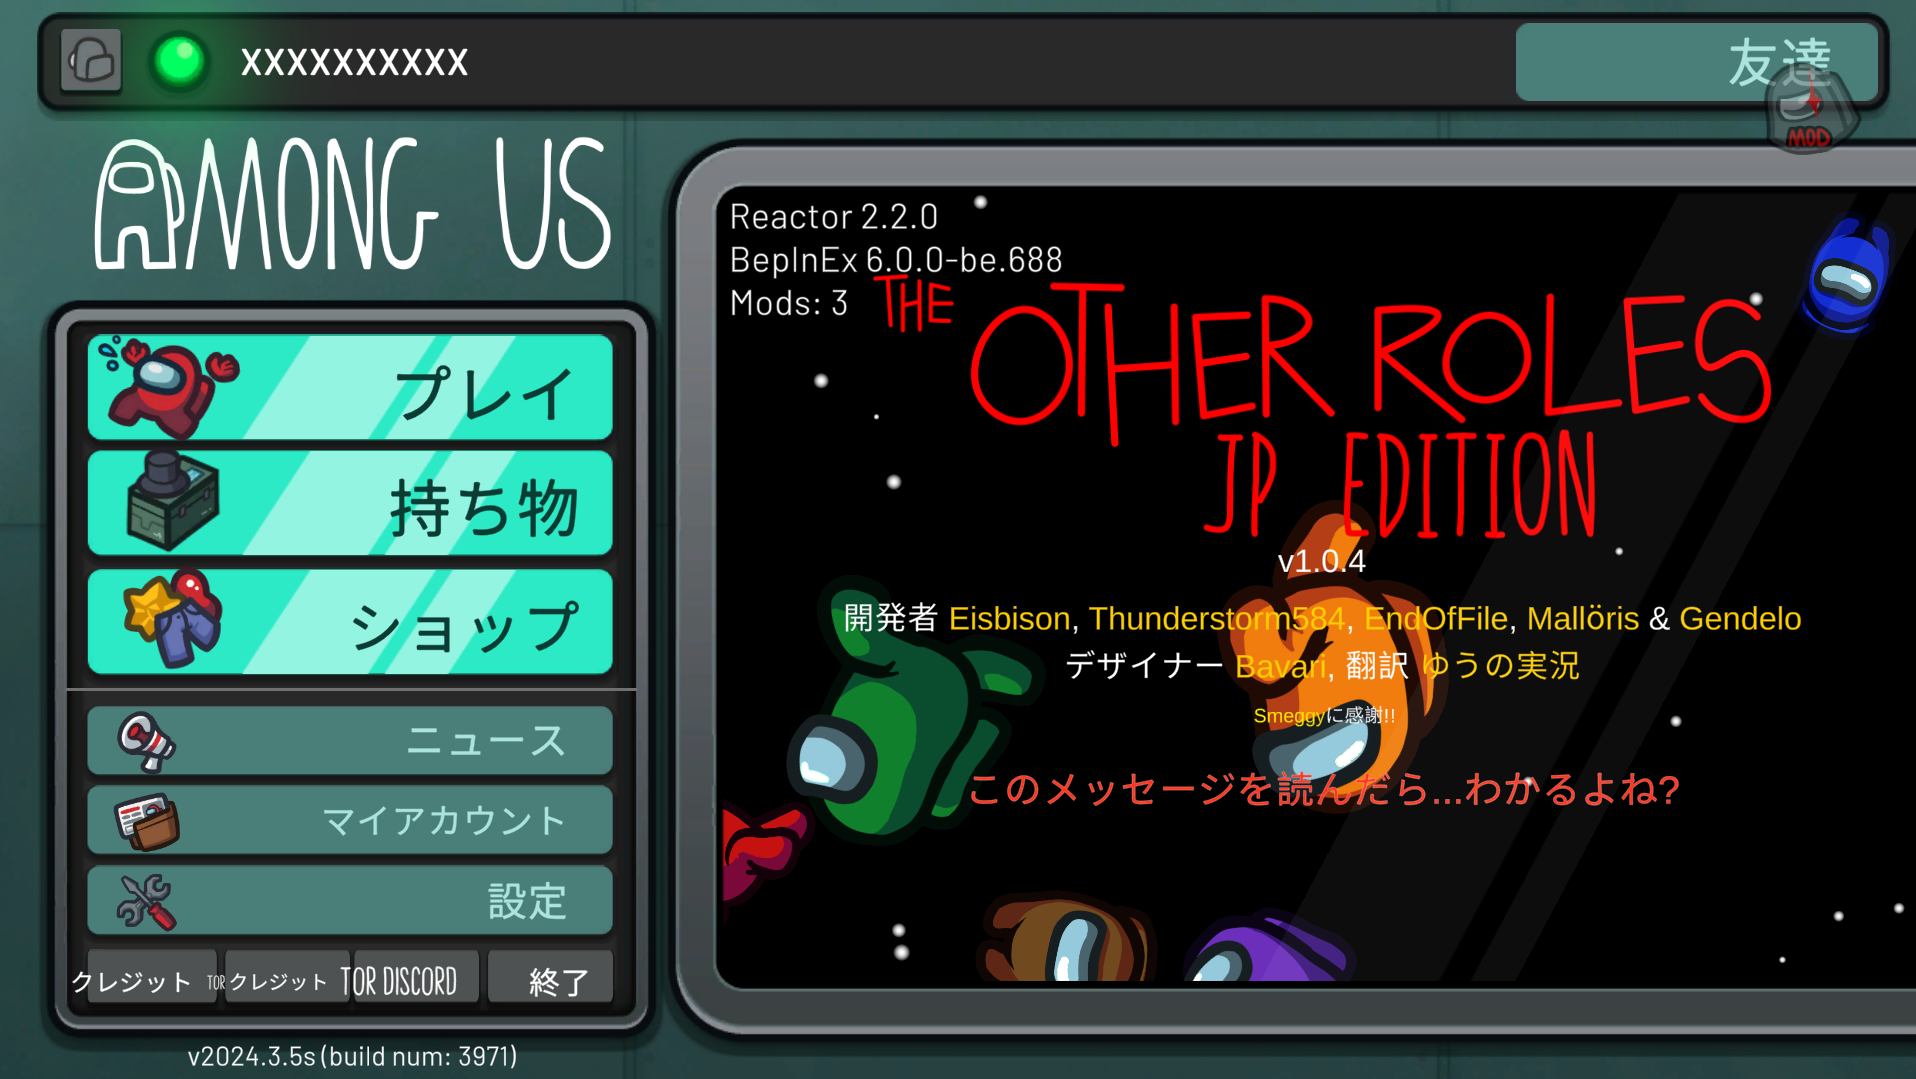 XXXXXXXXXX
友達
MOD
AMONG US
プレイ
持ち物
ショップ
ニュース
マイアカウント
設定
クレジット
TOR クレジット
TOR DISCORD
終了
v2024.3.5s (build num: 3971)
Reactor 2.2.0
BepInEx 6.0.0-be.688
Mods: 3
THE OTHER ROLES
JP EDITION
v1.0.4
開発者 Eisbison, Thunderstorm584, EndOfFile, Mallöris & Gendelo
デザイナー Bavari, 翻訳 ゆうの実況
Smeggyに感謝!!
このメッセージを読んだら...わかるよね?